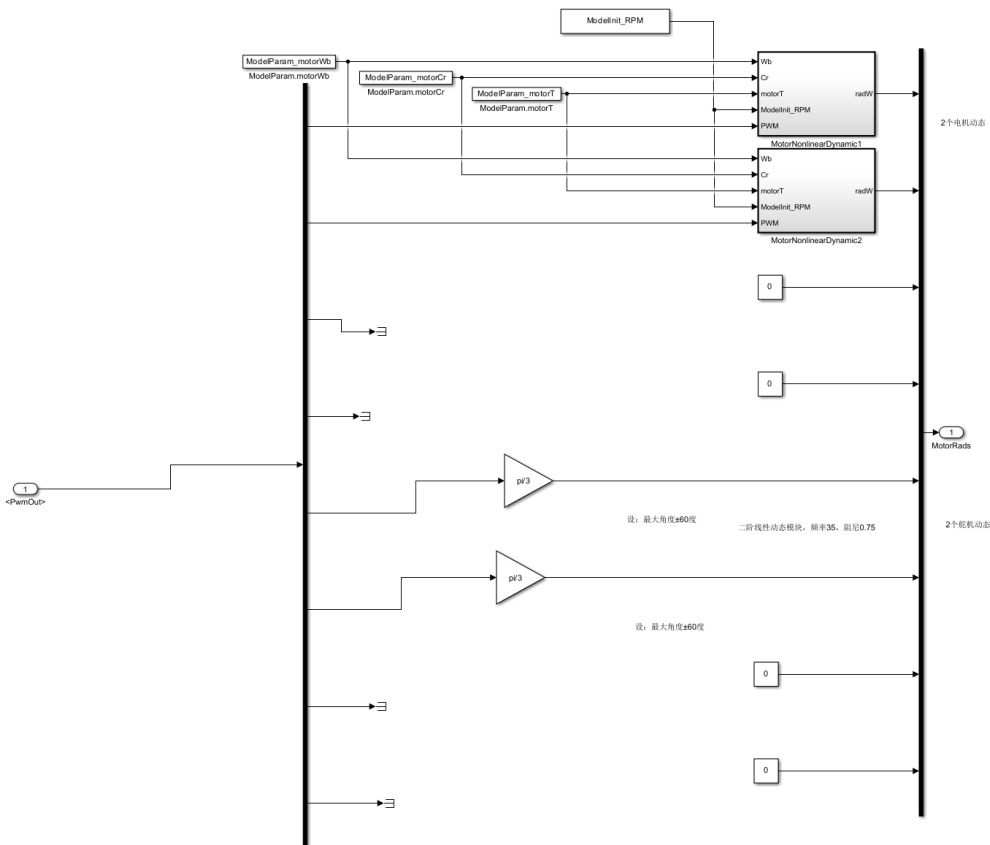 ModelInit_RPM
ModelParam_motorWb
ModelParam.motorWb
ModelParam_motorCr
ModelParam.motorCr
ModelParam_motorT
ModelParam.motorT
Wb
Cr
motorT
ModelInit_RPM
PWM
radW
MotorNonlinearDynamic1
2个电机动态
Wb
Cr
motorT
ModelInit_RPM
PWM
radW
MotorNonlinearDynamic2
0
0
1
MotorRads
1
<PwmOut>
pi/3
设：最大角度±60度
二阶线性动态模块，频率35，阻尼0.75
2个舵机动态
pi/3
设：最大角度±60度
0
0